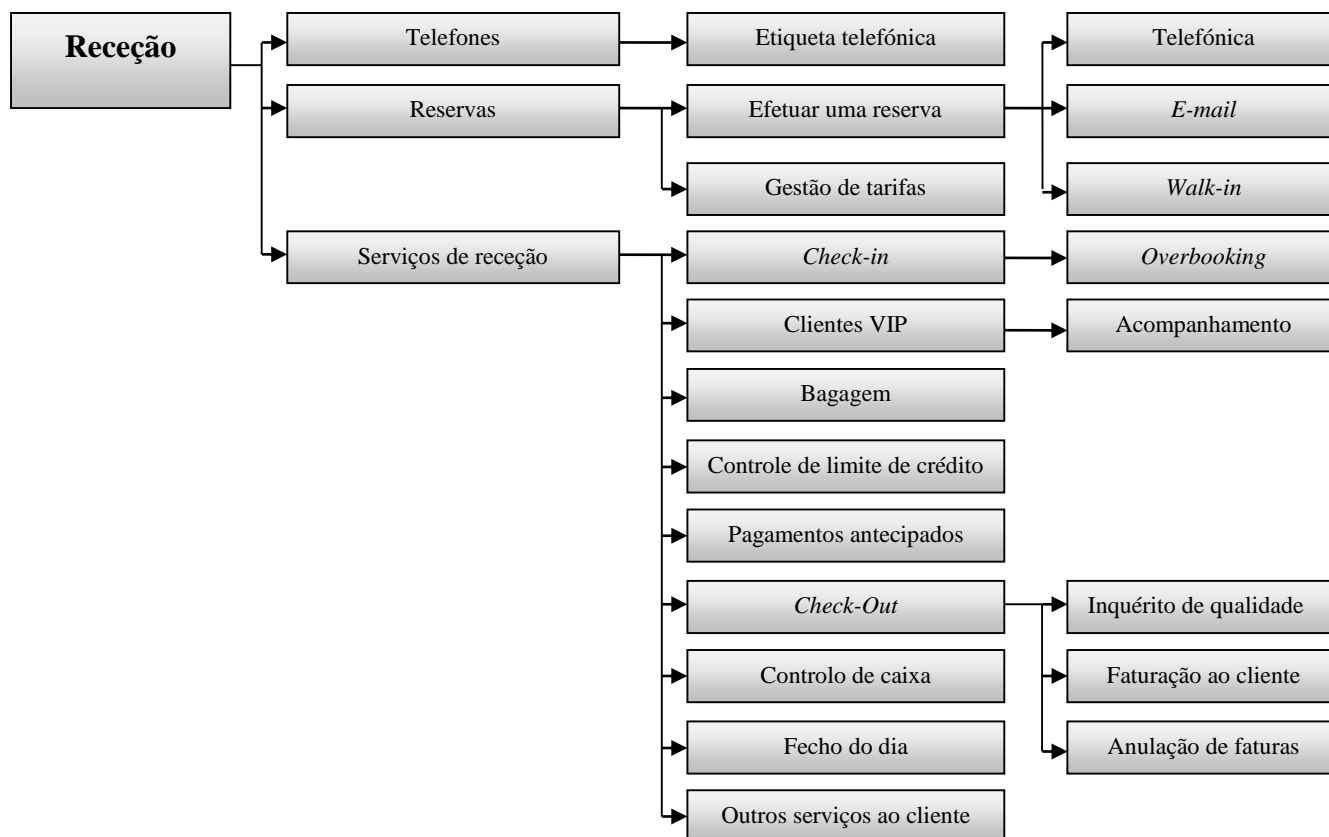 Receção
Telefones
Etiqueta telefónica
Telefónica
Reservas
Efetuar uma reserva
E-mail
Gestão de tarifas
Walk-in
Serviços de receção
Check-in
Overbooking
Clientes VIP
Acompanhamento
Bagagem
Controle de limite de crédito
Pagamentos antecipados
Check-Out
Inquérito de qualidade
Controlo de caixa
Faturação ao cliente
Fecho do dia
Anulação de faturas
Outros serviços ao cliente